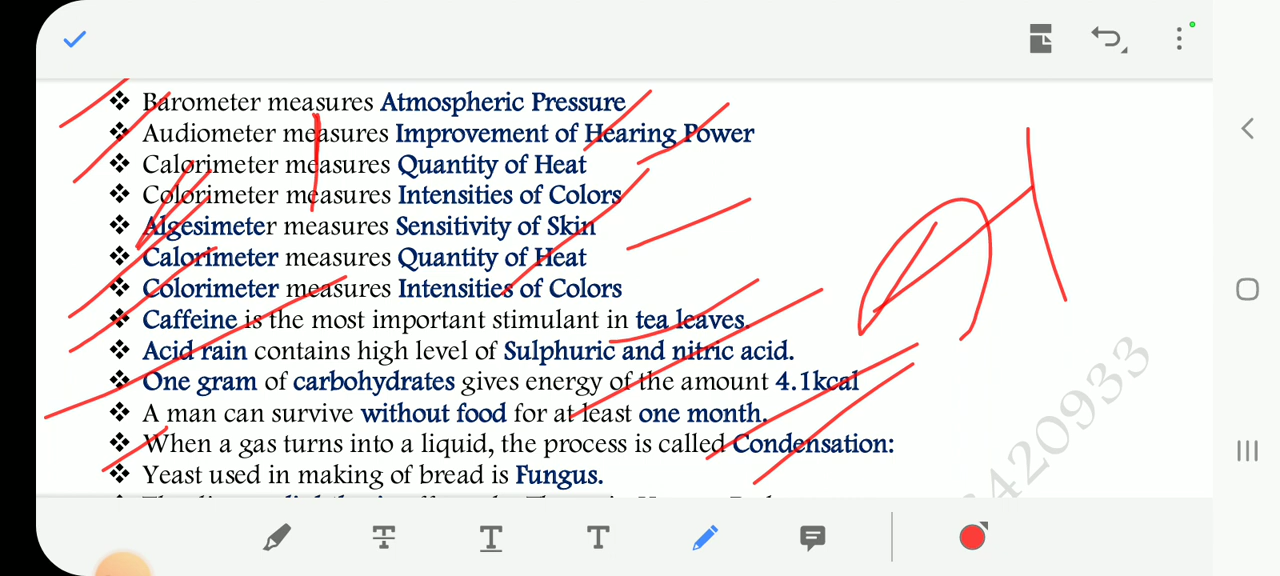 ❖ Barometer measures Atmospheric Pressure
❖ Audiometer measures Improvement of Hearing Power
❖ Calorimeter measures Quantity of Heat
❖ Colorimeter measures Intensities of Colors
❖ Algesimeter measures Sensitivity of Skin
❖ Calorimeter measures Quantity of Heat
❖ Colorimeter measures Intensities of Colors
❖ Caffeine is the most important stimulant in tea leaves.
❖ Acid rain contains high level of Sulphuric and nitric acid.
❖ One gram of carbohydrates gives energy of the amount 4.1kcal
❖ A man can survive without food for at least one month.
❖ When a gas turns into a liquid, the process is called Condensation:
❖ Yeast used in making of bread is Fungus.
420933